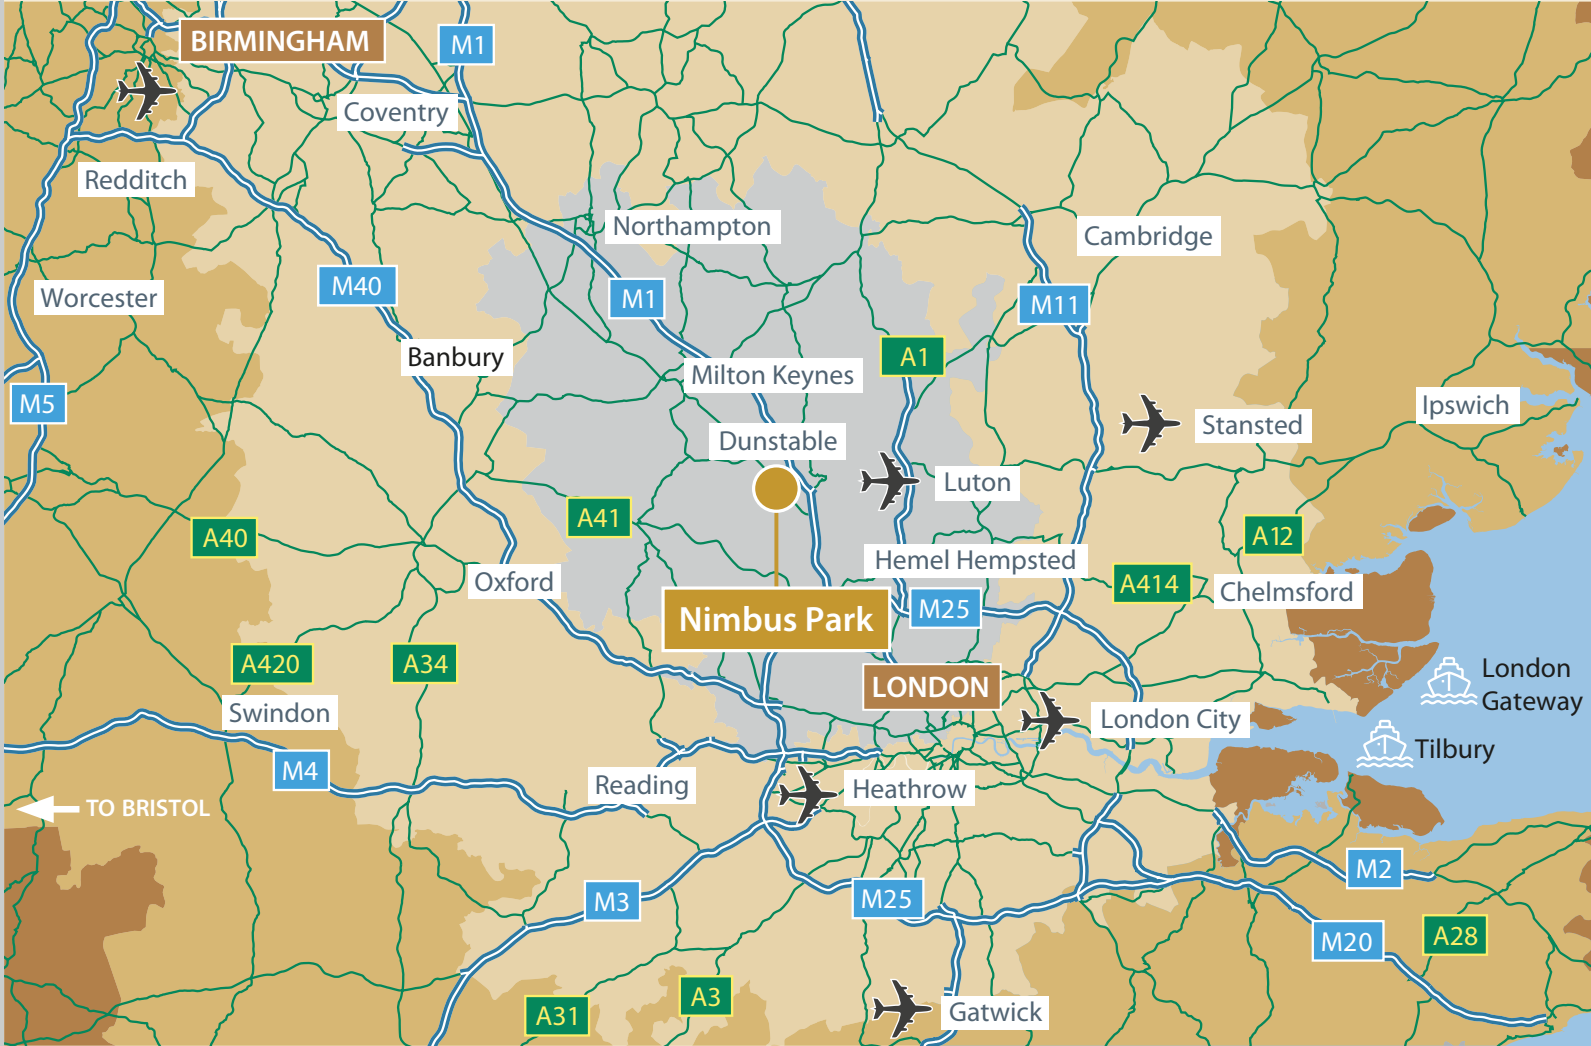 BIRMINGHAM
M1
Coventry
Redditch
Northampton
Cambridge
M40
Worcester
M1
M11
Banbury
A1
Milton Keynes
M5
Ipswich
Stansted
Dunstable
Luton
A41
A40
A12
Hemel Hempsted
Oxford
A414
Chelmsford
M25
Nimbus Park
A420
A34
LONDON
London
Gateway
Swindon
London City
Tilbury
M4
Reading
Heathrow
TO BRISTOL
M2
M3
M25
A28
M20
A3
A31
Gatwick